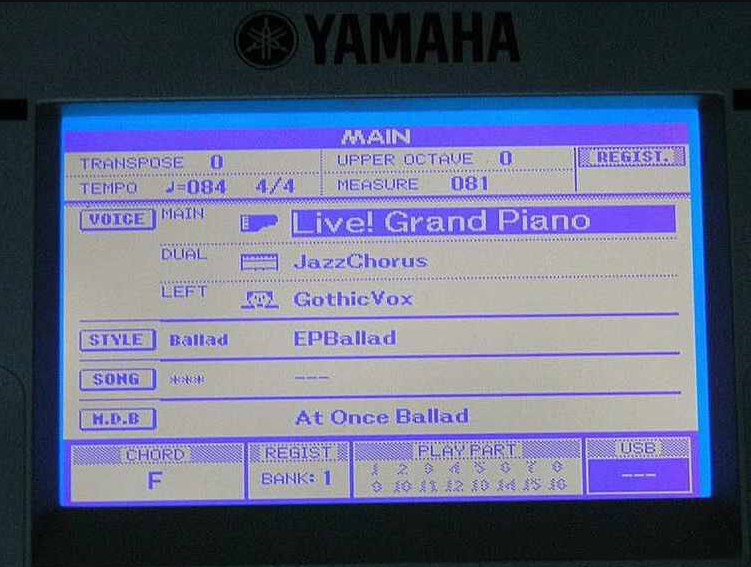 YAMAHA
MAIN
TRANSPOSE 0 UPPER OCTAVE 0 REGIST.
TEMPO ♩=084 4/4 MEASURE 081
VOICE MAIN Live! Grand Piano
DUAL JazzChorus
LEFT GothicVox
STYLE Ballad EPBallad
SONG *** ---
M.D.B At Once Ballad
CHORD REGIST PLAY PART USB
F BANK: 1 1 2 3 4 5 6 7 8 ---
9 10 11 12 13 14 15 16